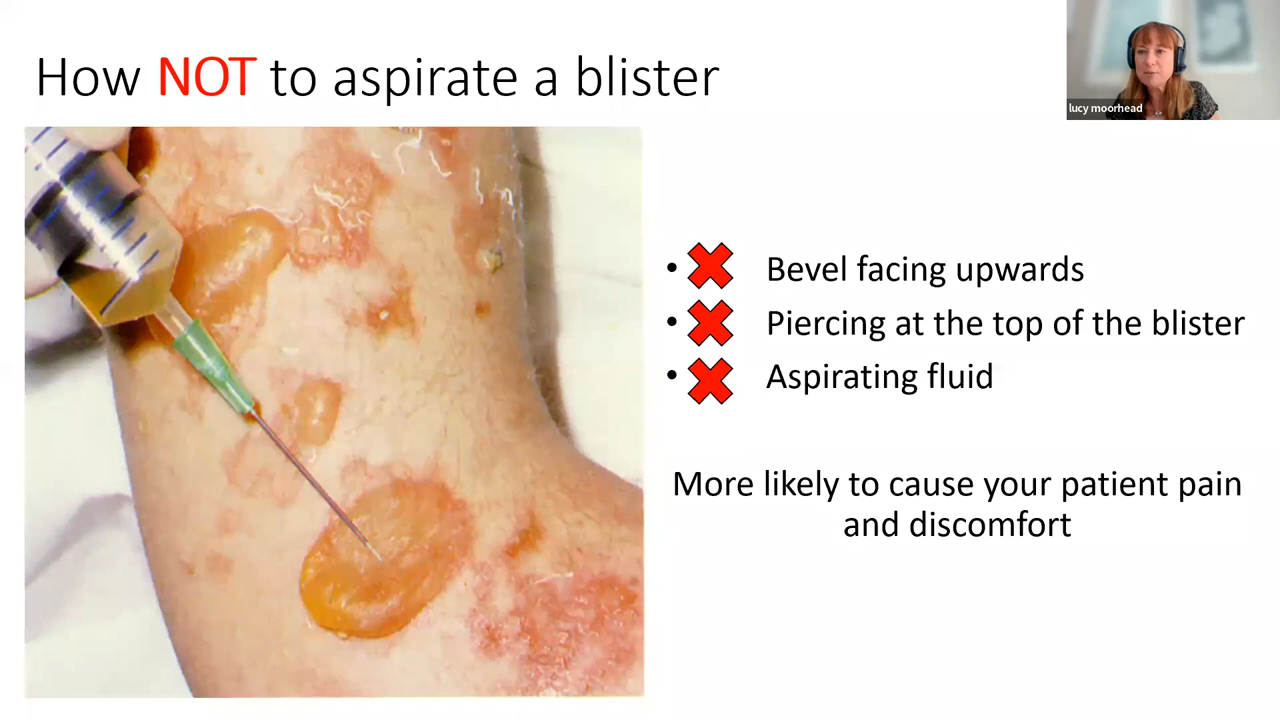 How NOT to aspirate a blister
lucy moorhead
• Bevel facing upwards
• Piercing at the top of the blister
• Aspirating fluid
More likely to cause your patient pain
and discomfort